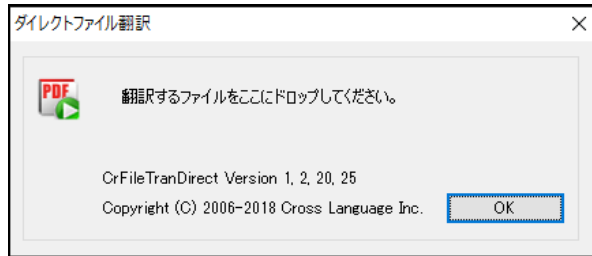 ダイレクトファイル翻訳
PDF
翻訳するファイルをここにドロップしてください。
CrFileTranDirect Version 1, 2, 20, 25
Copyright (C) 2006-2018 Cross Language Inc.
OK